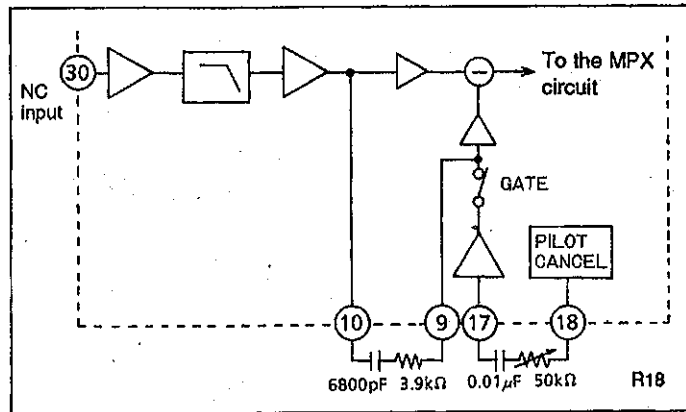 30
NC
input
To the MPX
circuit
GATE
PILOT
CANCEL
10
9
17
18
6800pF 3.9kΩ 0.01μF 50kΩ
R18